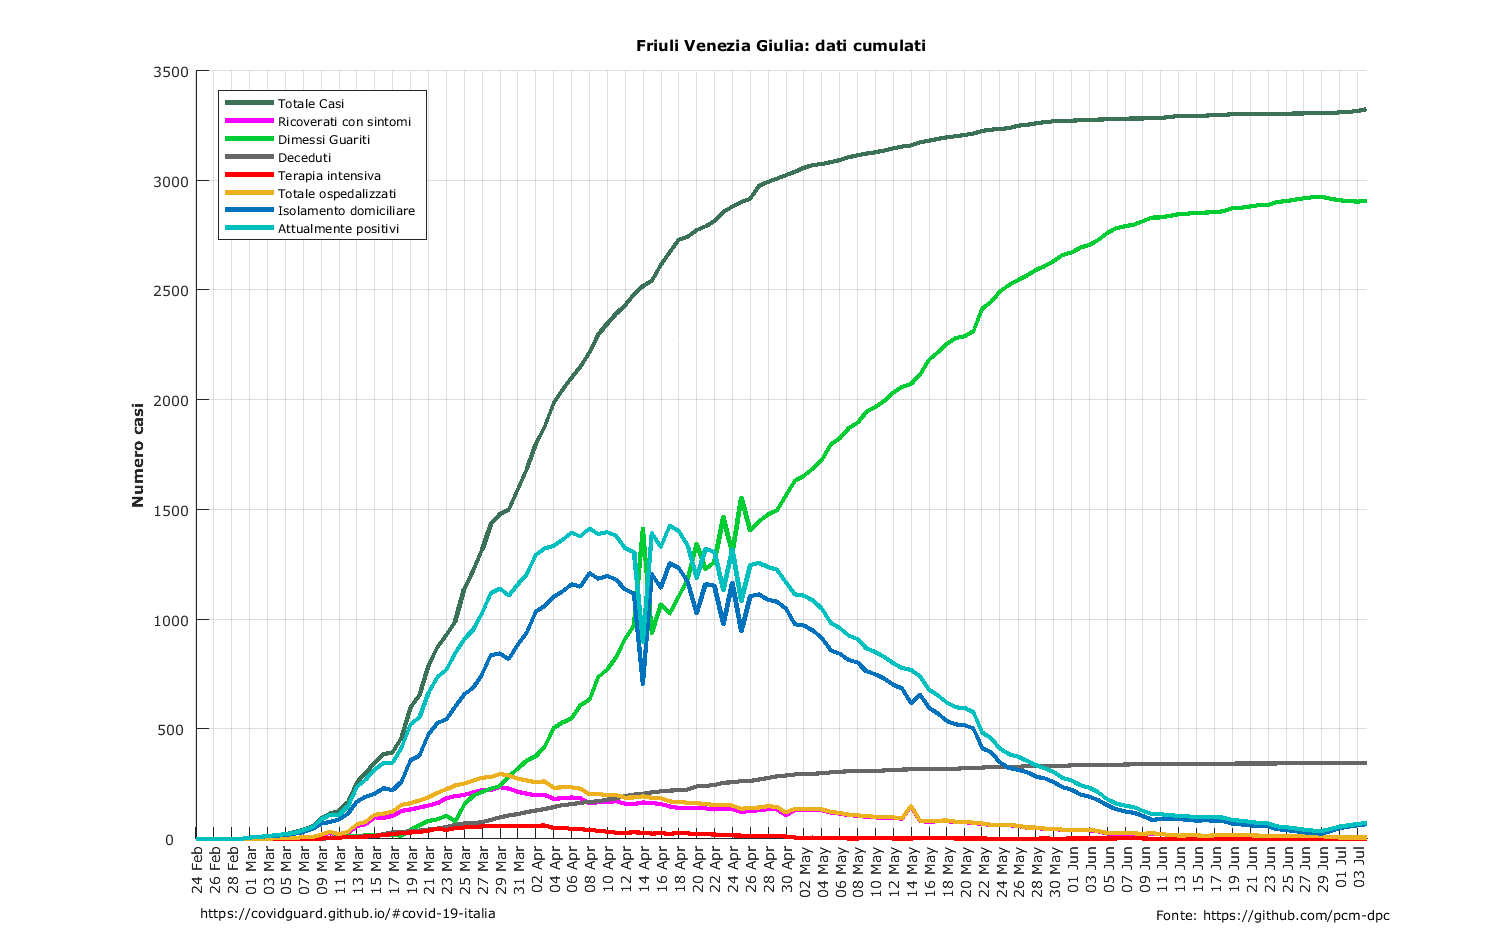 Friuli Venezia Giulia: dati cumulati
3500
3000
2500
2000
1500
1000
500
0
Numero casi
Totale Casi
Ricoverati con sintomi
Dimessi Guariti
Deceduti
Terapia intensiva
Totale ospedalizzati
Isolamento domiciliare
Attualmente positivi
24 Feb
26 Feb
28 Feb
01 Mar
03 Mar
05 Mar
07 Mar
09 Mar
11 Mar
13 Mar
15 Mar
17 Mar
19 Mar
21 Mar
23 Mar
25 Mar
27 Mar
29 Mar
31 Mar
02 Apr
04 Apr
06 Apr
08 Apr
10 Apr
12 Apr
14 Apr
16 Apr
18 Apr
20 Apr
22 Apr
24 Apr
26 Apr
28 Apr
30 Apr
02 May
04 May
06 May
08 May
10 May
12 May
14 May
16 May
18 May
20 May
22 May
24 May
26 May
28 May
30 May
01 Jun
03 Jun
05 Jun
07 Jun
09 Jun
11 Jun
13 Jun
15 Jun
17 Jun
19 Jun
21 Jun
23 Jun
25 Jun
27 Jun
29 Jun
01 Jul
03 Jul
https://covidguard.github.io/#covid-19-italia
Fonte: https://github.com/pcm-dpc